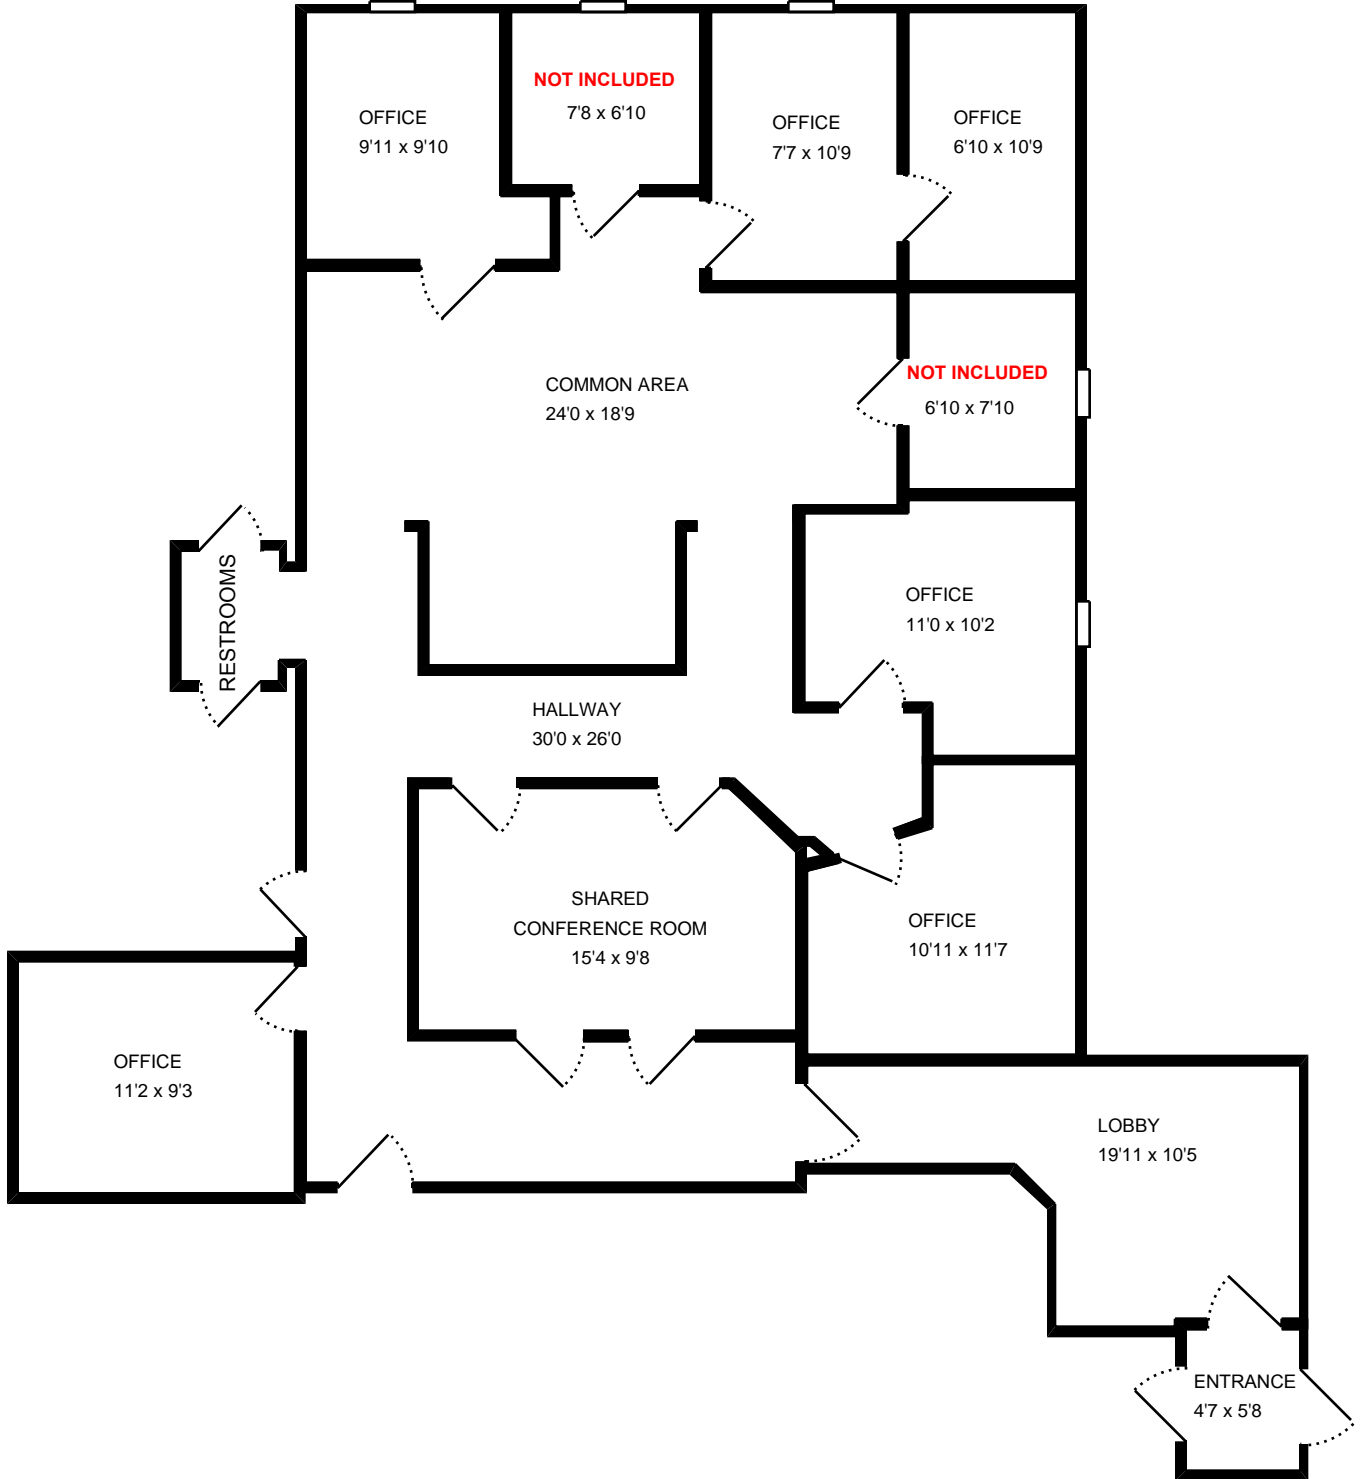 NOT INCLUDED
7'8 x 6'10
OFFICE
9'11 x 9'10
OFFICE
7'7 x 10'9
OFFICE
6'10 x 10'9
COMMON AREA
24'0 x 18'9
NOT INCLUDED
6'10 x 7'10
RESTROOMS
OFFICE
11'0 x 10'2
HALLWAY
30'0 x 26'0
SHARED
CONFERENCE ROOM
15'4 x 9'8
OFFICE
10'11 x 11'7
OFFICE
11'2 x 9'3
LOBBY
19'11 x 10'5
ENTRANCE
4'7 x 5'8